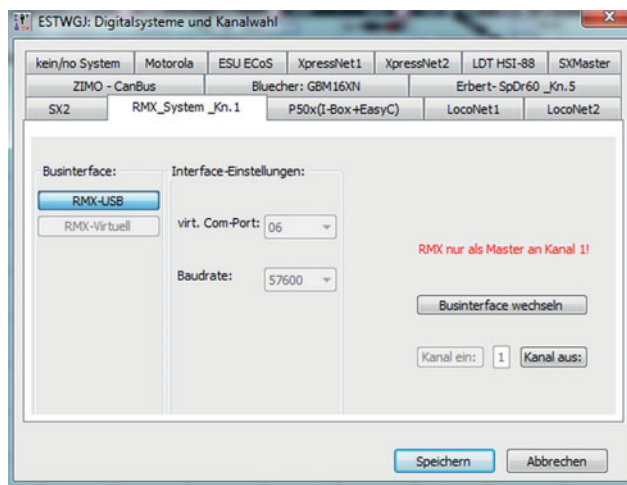 ESTWGJ: Digitalsysteme und Kanalwahl
kein/no System Motorola ESU ECoS XpressNet1 XpressNet2 LDT HSI-88 SXMaster
ZIMO - CanBus Bluecher: GBM16XN Erbert- SpDr60 _Kn.5
SX2 RMX_System _Kn.1 P50x(I-Box+EasyC) LocoNet1 LocoNet2
Businterface: Interface-Einstellungen:
RMX-USB
RMX-Virtuell virt. Com-Port: 06
RMX nur als Master an Kanal 1!
Baudrate: 57600
Businterface wechseln
Kanal ein: 1 Kanal aus:
Speichern Abbrechen